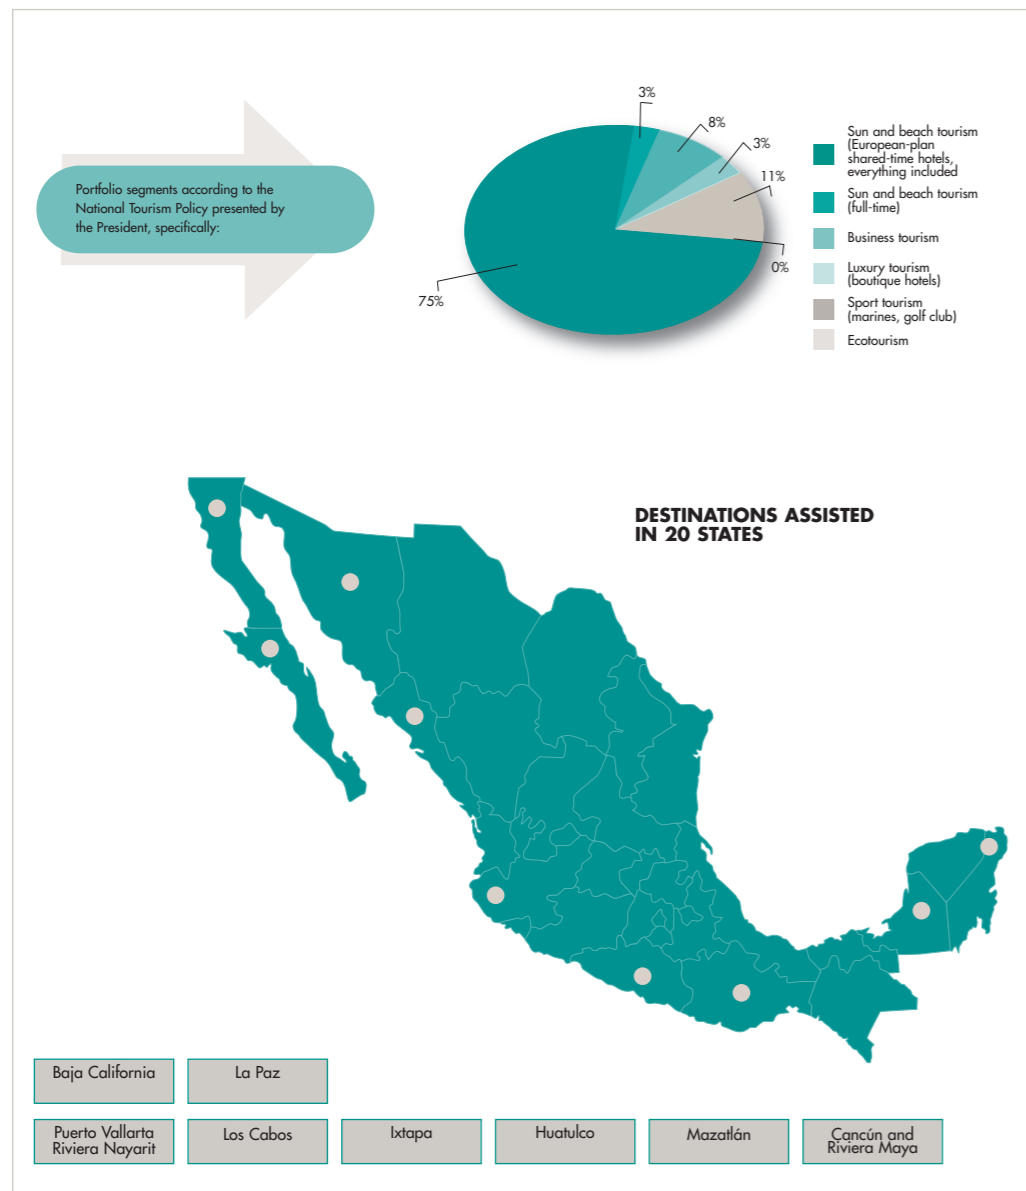 3%
8%
3%
11%
0%
75%
Portfolio segments according to the
National Tourism Policy presented by
the President, specifically:
Sun and beach tourism
(European-plan
shared-time hotels,
everything included
Sun and beach tourism
(full-time)
Business tourism
Luxury tourism
(boutique hotels)
Sport tourism
(marines, golf club)
Ecotourism
DESTINATIONS ASSISTED
IN 20 STATES
Baja California
La Paz
Puerto Vallarta
Riviera Nayarit
Los Cabos
Ixtapa
Huatulco
Mazatlán
Cancún and
Riviera Maya